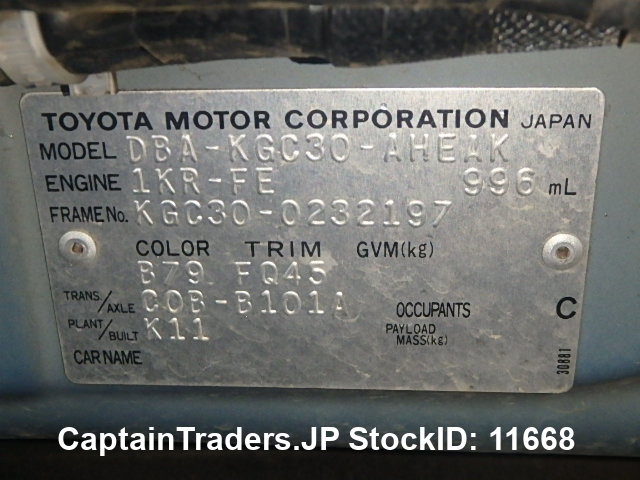 TOYOTA MOTOR CORPORATION JAPAN
MODEL DBA-KGC30-AHEAK
ENGINE 1KR-FE 996 mL
FRAME No. KGC30-0232197
COLOR TRIM GVM(kg)
B79 FQ45
TRANS./AXLE C0B-B101A OCCUPANTS C
PLANT/BUILT K11 PAYLOAD MASS(kg)
CAR NAME 30881
CaptainTraders.JP StockID: 11668